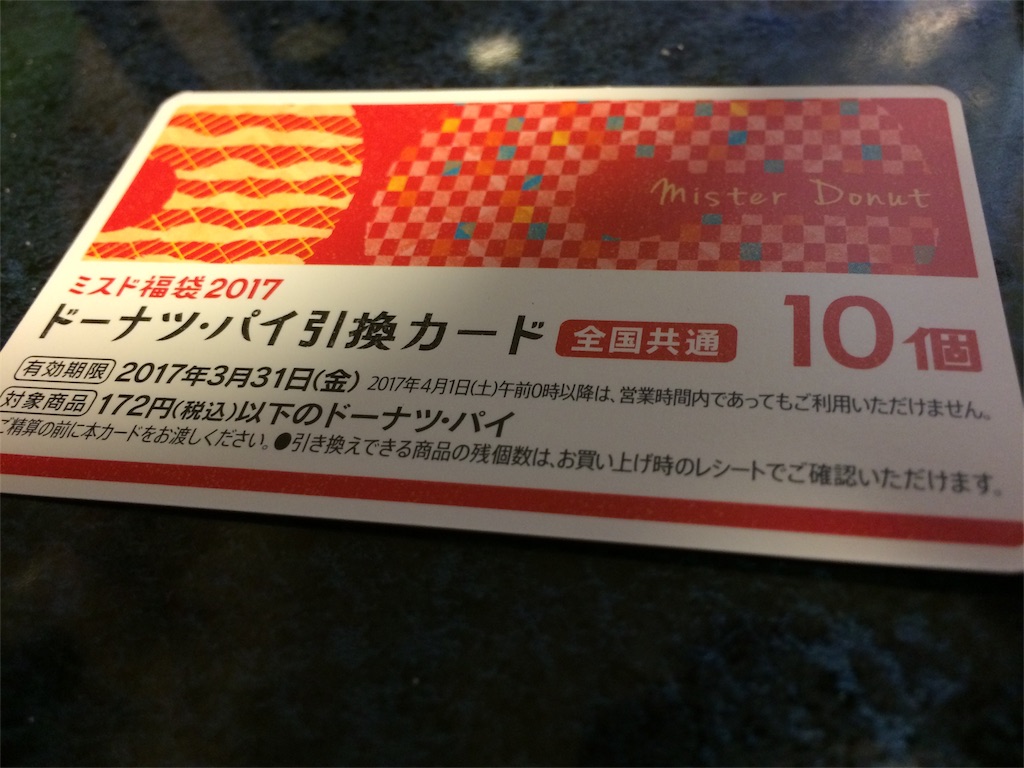 Mister Donut
ミスド福袋2017
ドーナツ・パイ引換カード 全国共通 10個
有効期限 2017年3月31日(金) 2017年4月1日(土)午前0時以降は、営業時間内であってもご利用いただけません。
対象商品 172円(税込)以下のドーナツ・パイ
ご精算の前に本カードをお渡しください。●引き換えできる商品の残個数は、お買い上げ時のレシートでご確認いただけます。